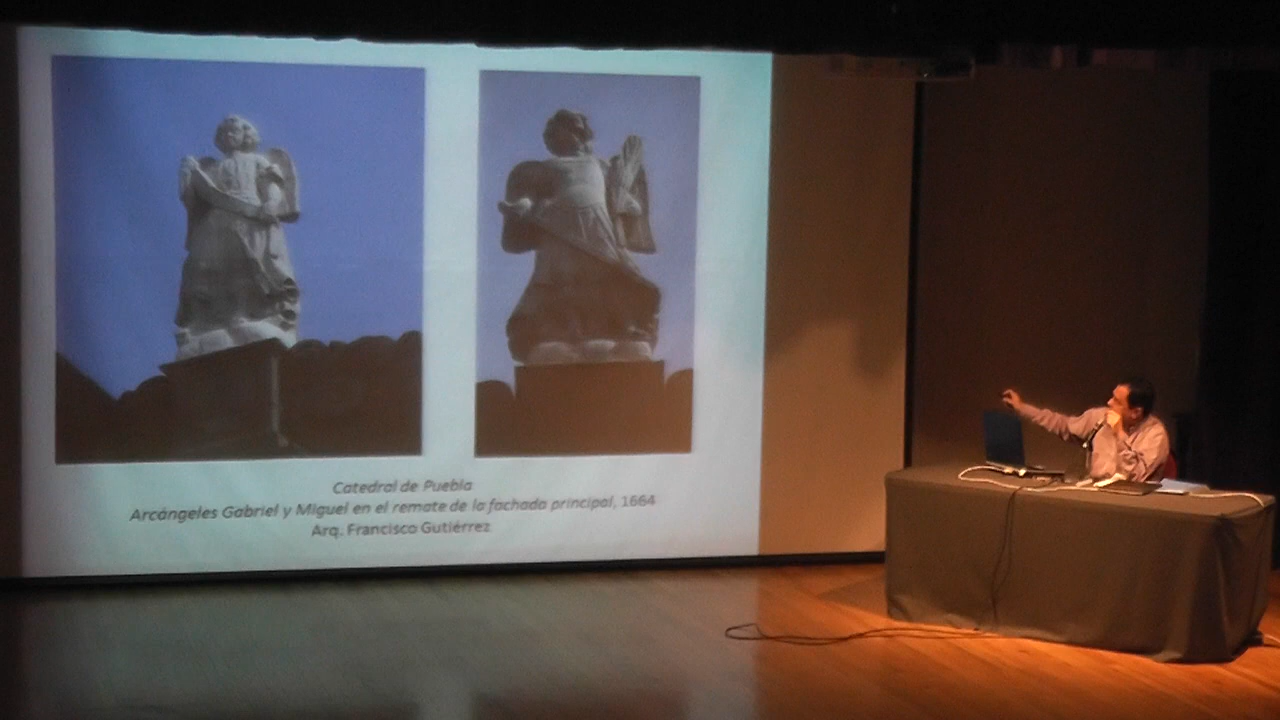 Catedral de Puebla
Arcángeles Gabriel y Miguel en el remate de la fachada principal, 1664
Arq. Francisco Gutiérrez